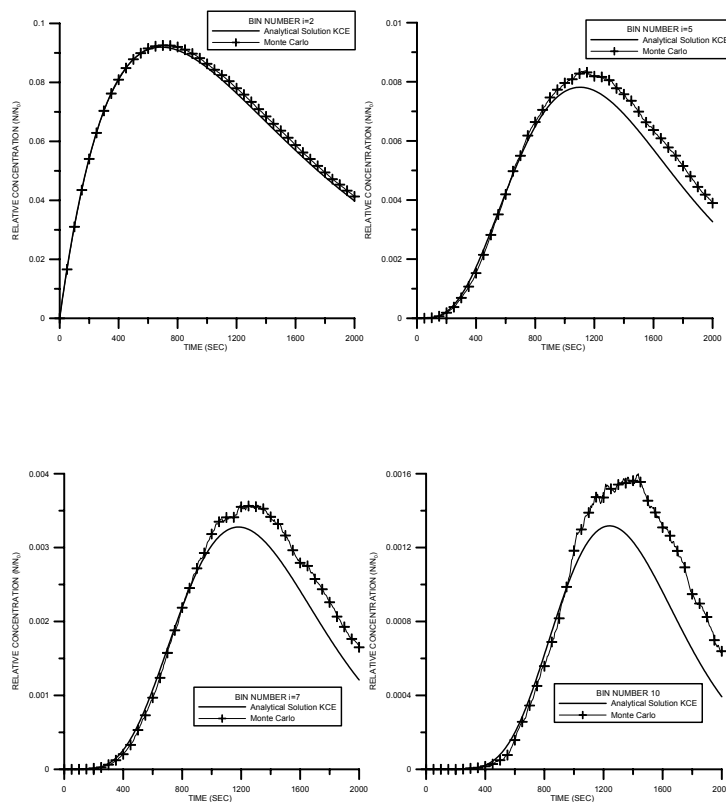 BIN NUMBER i=2
Analytical Solution KCE
Monte Carlo
0.1
0.08
0.06
0.04
0.02
0
RELATIVE CONCENTRATION (N/N0)
0 400 800 1200 1600 2000
TIME (SEC)
BIN NUMBER i=5
Analytical Solution KCE
Monte Carlo
0.01
0.008
0.006
0.004
0.002
0
RELATIVE CONCENTRATION (N/N0)
0 400 800 1200 1600 2000
TIME (SEC)
0.004
0.003
0.002
0.001
0
RELATIVE CONCENTRATION (N/N0)
BIN NUMBER i=7
Analytical Solution KCE
Monte Carlo
0 400 800 1200 1600 2000
TIME (SEC)
0.0016
0.0012
0.0008
0.0004
0
RELATIVE CONCENTRATION (N/N0)
BIN NUMBER 10
Analytical Solution KCE
Monte Carlo
0 400 800 1200 1600 2000
TIME (SEC)